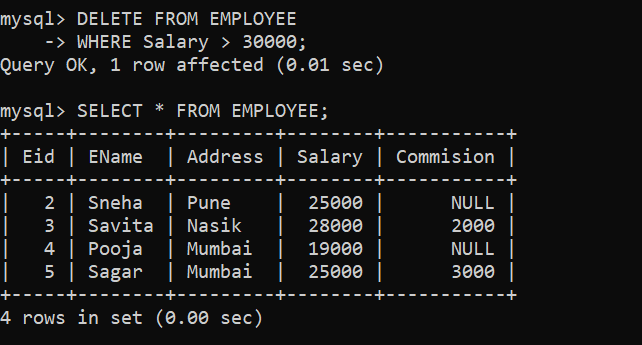 mysql> DELETE FROM EMPLOYEE
    -> WHERE Salary > 30000;
Query OK, 1 row affected (0.01 sec)

mysql> SELECT * FROM EMPLOYEE;
+-----+--------+---------+--------+-----------+
| Eid | EName  | Address | Salary | Commision |
+-----+--------+---------+--------+-----------+
|   2 | Sneha  | Pune    |  25000 |      NULL |
|   3 | Savita | Nasik   |  28000 |      2000 |
|   4 | Pooja  | Mumbai  |  19000 |      NULL |
|   5 | Sagar  | Mumbai  |  25000 |      3000 |
+-----+--------+---------+--------+-----------+
4 rows in set (0.00 sec)